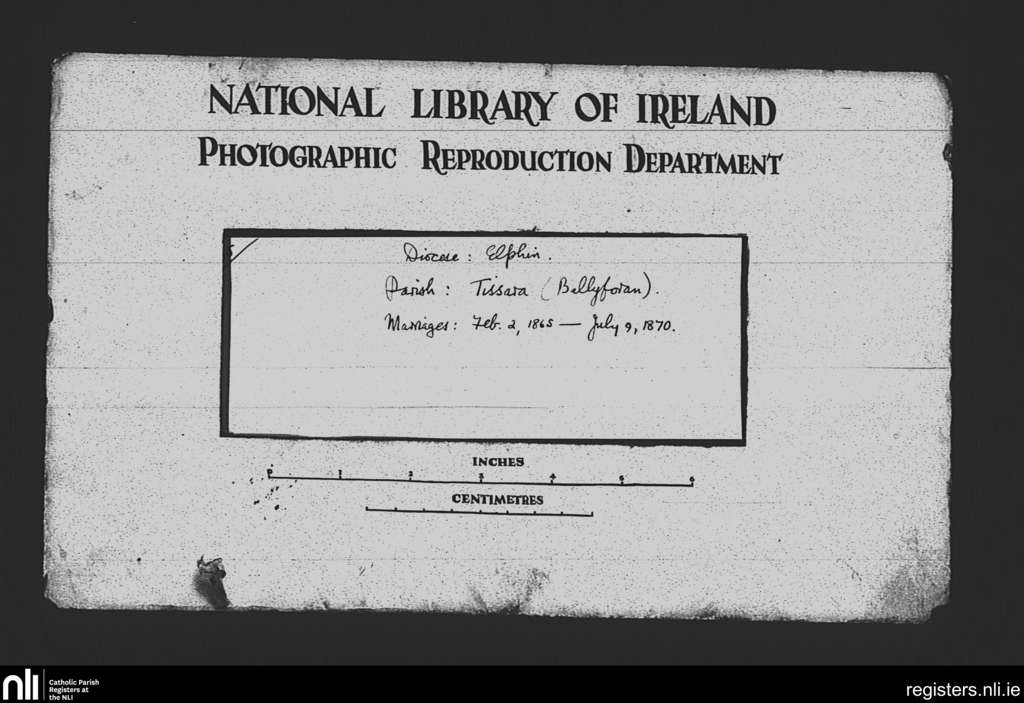 NATIONAL LIBRARY OF IRELAND
PHOTOGRAPHIC REPRODUCTION DEPARTMENT
Diocese: Elphin.
Parish: Tissara (Ballyforan).
Marriages: Feb. 2, 1865 — July 9, 1870.
INCHES
0 1 2 3 4 5 6
CENTIMETRES
nli
Catholic Parish
Registers at
the NLI
registers.nli.ie